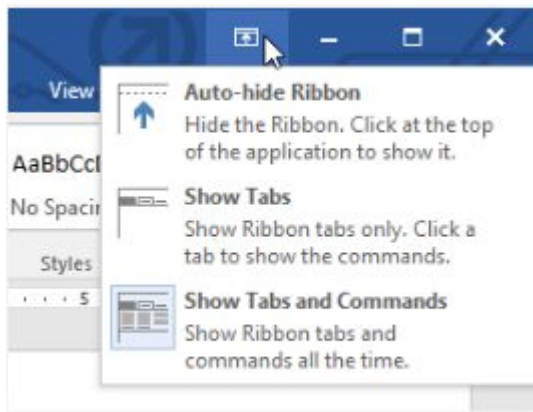 View
Auto-hide Ribbon
Hide the Ribbon. Click at the top
of the application to show it.
AaBbCcl
No Spacin
Show Tabs
Show Ribbon tabs only. Click a
tab to show the commands.
Styles
5
Show Tabs and Commands
Show Ribbon tabs and
commands all the time.